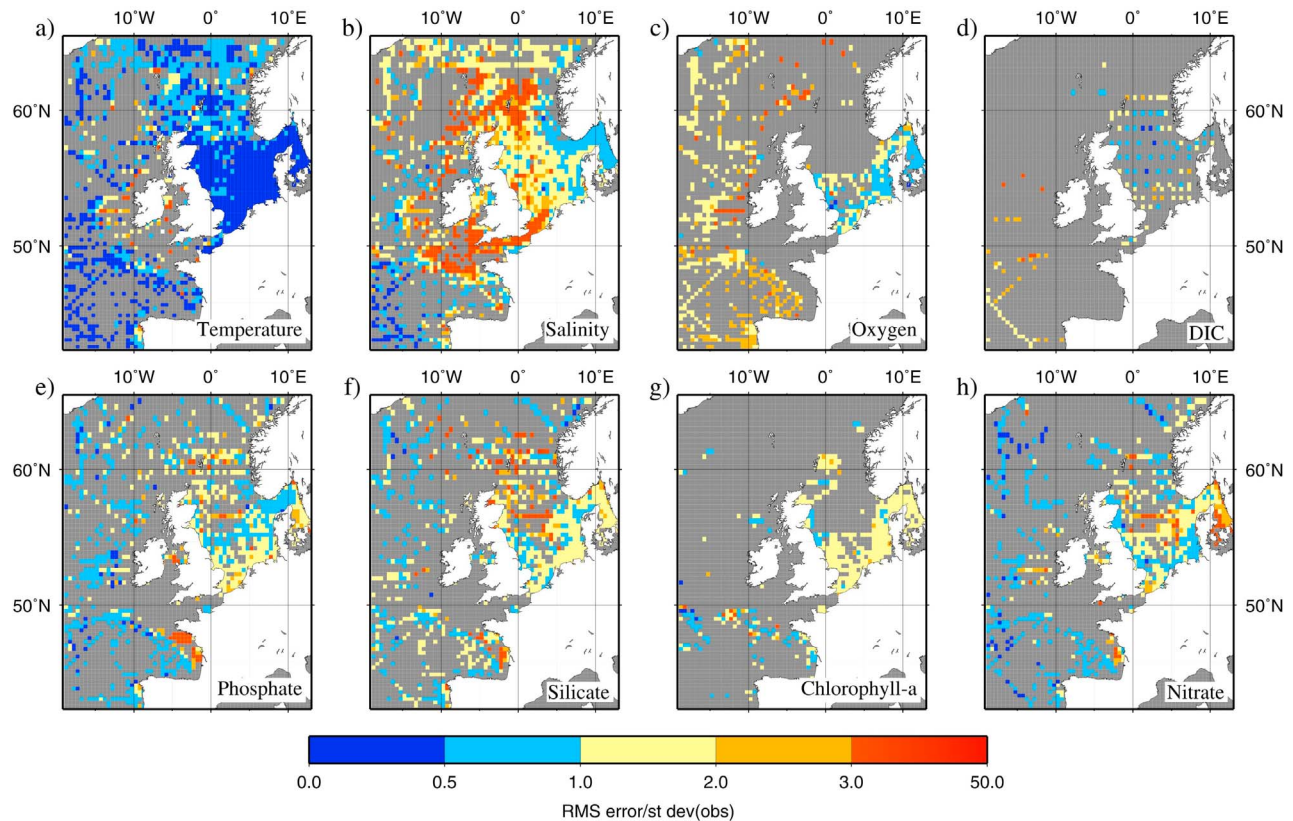 10°W 0° 10°E 10°W 0° 10°E 10°W 0° 10°E 10°W 0° 10°E
a) b) c) d)
60°N 60°N
50°N 50°N
Temperature Salinity Oxygen DIC
10°W 0° 10°E 10°W 0° 10°E 10°W 0° 10°E 10°W 0° 10°E
e) f) g) h)
60°N 60°N
50°N 50°N
Phosphate Silicate Chlorophyll-a Nitrate
0.0 0.5 1.0 2.0 3.0 50.0
RMS error/st dev(obs)